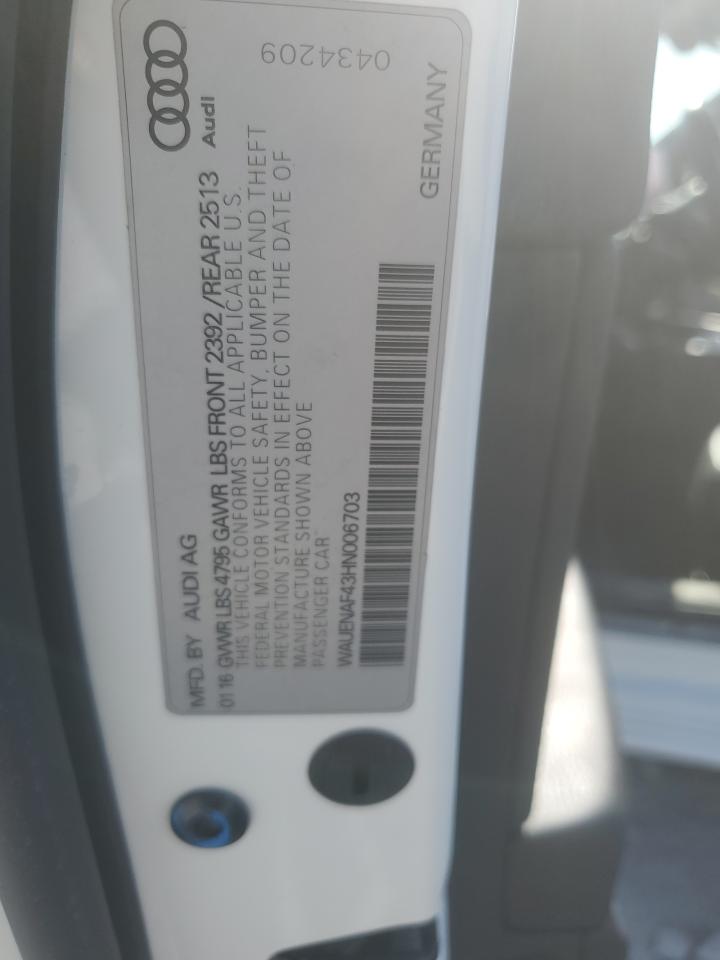 MFD. BY AUDI AG
01 16 GVWR LBS 4795 GAWR LBS FRONT 2392 /REAR 2513
THIS VEHICLE CONFORMS TO ALL APPLICABLE U.S.
FEDERAL MOTOR VEHICLE SAFETY, BUMPER AND THEFT
PREVENTION STANDARDS IN EFFECT ON THE DATE OF
MANUFACTURE SHOWN ABOVE
PASSENGER CAR
WAUENAF43HN006703
Audi
0434209
GERMANY